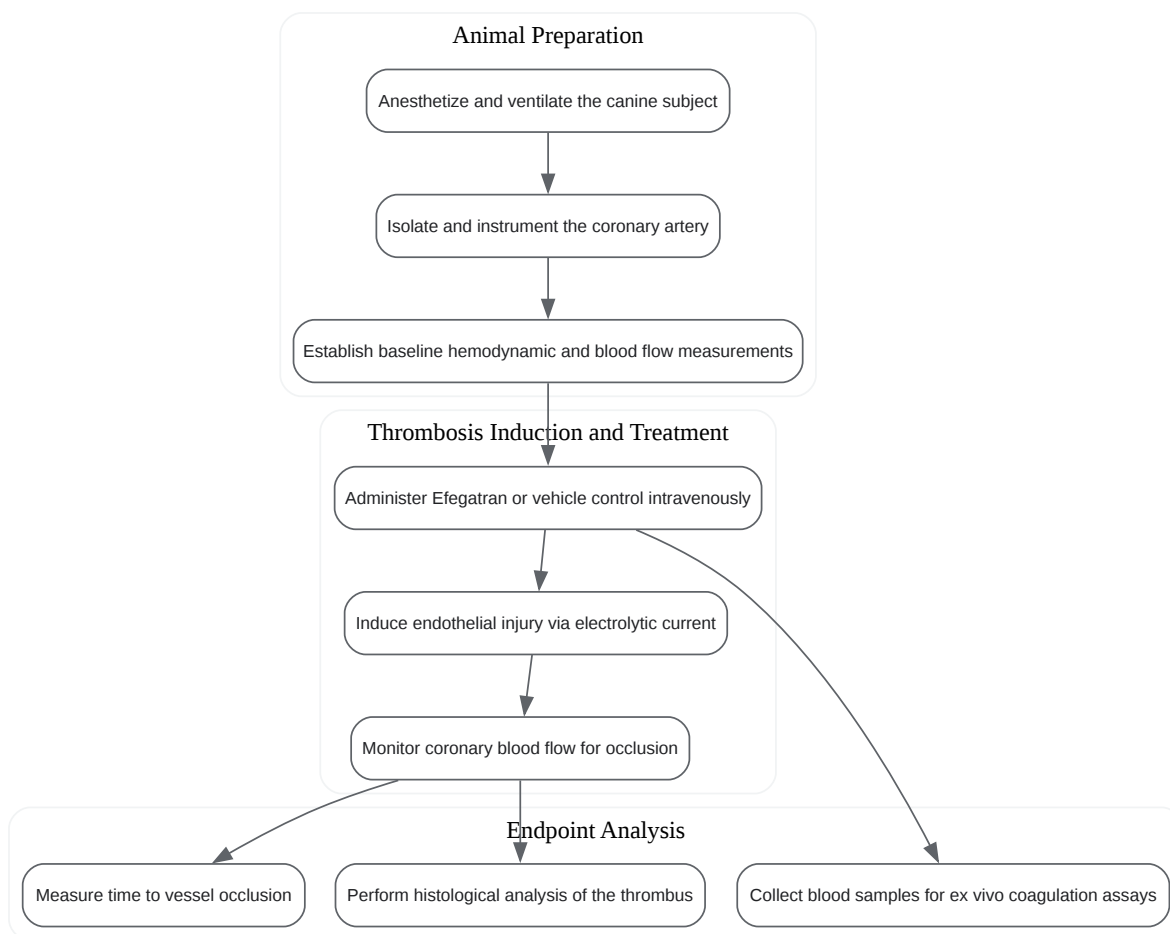 Animal Preparation
Anesthetize and ventilate the canine subject
Isolate and instrument the coronary artery
Establish baseline hemodynamic and blood flow measurements
Thrombosis Induction and Treatment
Administer Efegatran or vehicle control intravenously
Induce endothelial injury via electrolytic current
Monitor coronary blood flow for occlusion
Endpoint Analysis
Measure time to vessel occlusion
Perform histological analysis of the thrombus
Collect blood samples for ex vivo coagulation assays